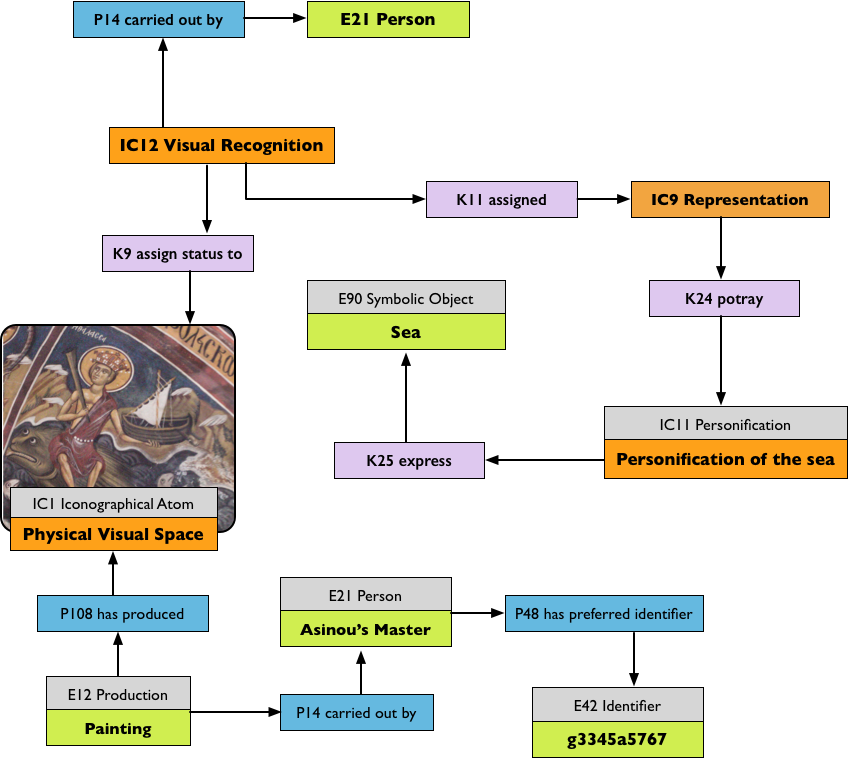 P14 carried out by
E21 Person
IC12 Visual Recognition
K11 assigned
IC9 Representation
K9 assign status to
K24 potray
E90 Symbolic Object
Sea
IC11 Personification
Personification of the sea
K25 express
IC1 Iconographical Atom
Physical Visual Space
P108 has produced
E21 Person
Asinou's Master
P48 has preferred identifier
E12 Production
Painting
P14 carried out by
E42 Identifier
g3345a5767